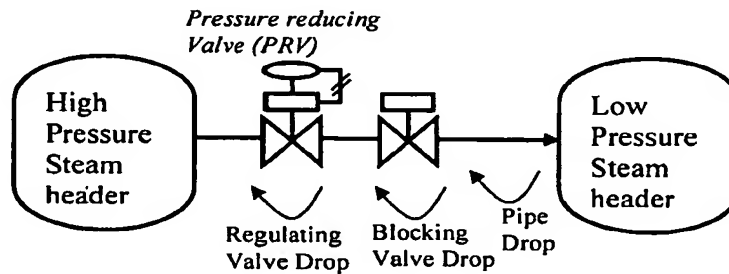 Pressure reducing
Valve (PRV)
High
Pressure
Steam
header
Low
Pressure
Steam
header
Regulating
Valve Drop
Blocking
Valve Drop
Pipe
Drop